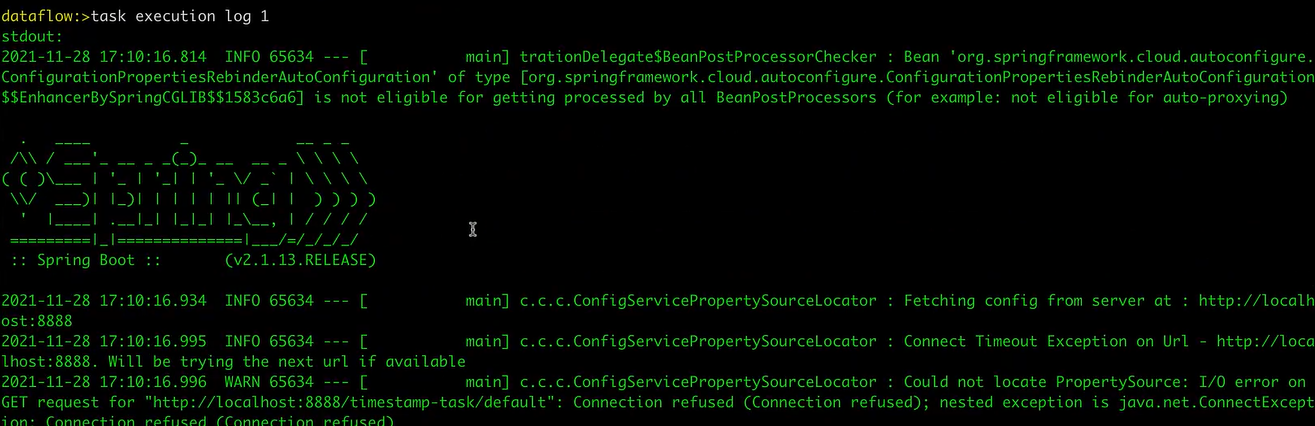 dataflow:>task execution log 1
stdout:
2021-11-28 17:10:16.814  INFO 65634 --- [           main] trationDelegate$BeanPostProcessorChecker : Bean 'org.springframework.cloud.autoconfigure.
ConfigurationPropertiesRebinderAutoConfiguration' of type [org.springframework.cloud.autoconfigure.ConfigurationPropertiesRebinderAutoConfiguration
$$EnhancerBySpringCGLIB$$1583c6a6] is not eligible for getting processed by all BeanPostProcessors (for example: not eligible for auto-proxying)

  .   ____          _            __ _ _
 /\\ / ___'_ __ _ _(_)_ __  __ _ \ \ \ \
( ( )\___ | '_ | '_| | '_ \/ _` | \ \ \ \
 \\/  ___)| |_)| | | | | || (_| |  ) ) ) )
  '  |____| .__|_| |_|_| |_\__, | / / / /
 =========|_|==============|___/=/_/_/_/
 :: Spring Boot ::       (v2.1.13.RELEASE)

2021-11-28 17:10:16.934  INFO 65634 --- [           main] c.c.c.ConfigServicePropertySourceLocator : Fetching config from server at : http://localh
ost:8888
2021-11-28 17:10:16.995  INFO 65634 --- [           main] c.c.c.ConfigServicePropertySourceLocator : Connect Timeout Exception on Url - http://loca
lhost:8888. Will be trying the next url if available
2021-11-28 17:10:16.996  WARN 65634 --- [           main] c.c.c.ConfigServicePropertySourceLocator : Could not locate PropertySource: I/O error on
GET request for "http://localhost:8888/timestamp-task/default": Connection refused (Connection refused); nested exception is java.net.ConnectExcept
ion: Connection refused (Connection refused)